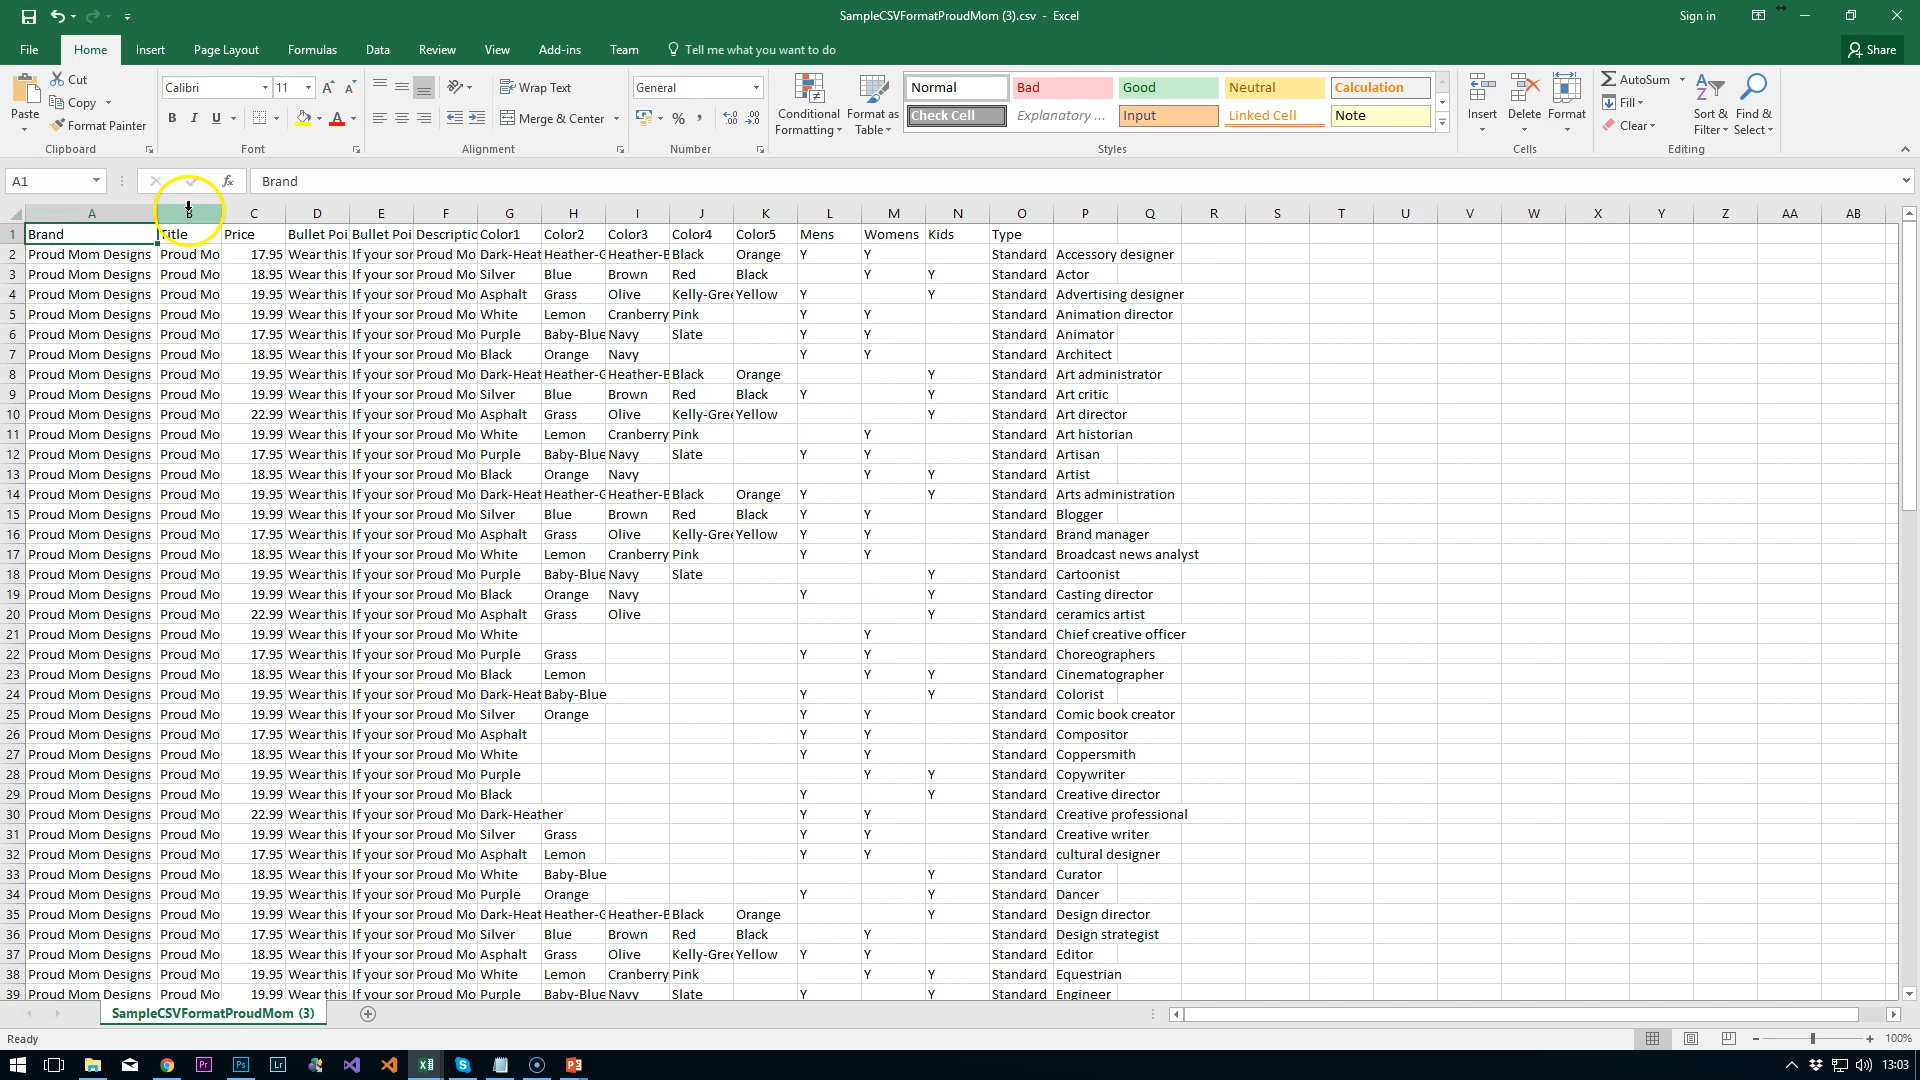 SampleCSVFormatProudMom (3).csv - Excel
Sign in
File Home Insert Page Layout Formulas Data Review View Add-ins Team Tell me what you want to do Share
Paste Cut Copy Format Painter Clipboard
Calibri 11 B I U Font
Wrap Text Merge & Center Alignment
General % Number
Conditional Formatting Format as Table
Normal Bad Good Neutral Calculation
Check Cell Explanatory ... Input Linked Cell Note
Styles
Insert Delete Format Cells
AutoSum Fill Clear Sort & Filter Find & Select Editing
A1 fx Brand
A B C D E F G H I J K L M N O P Q R S T U V W X Y Z AA AB
1 Brand Title Price Bullet Poi Bullet Poi Descriptic Color1 Color2 Color3 Color4 Color5 Mens Womens Kids Type
2 Proud Mom Designs Proud Mo 17.95 Wear this If your sor Proud Mo Dark-Heat Heather-G Heather-B Black Orange Y Y Standard Accessory designer
3 Proud Mom Designs Proud Mo 18.95 Wear this If your sor Proud Mo Silver Blue Brown Red Black Y Y Standard Actor
4 Proud Mom Designs Proud Mo 19.95 Wear this If your sor Proud Mo Asphalt Grass Olive Kelly-Gree Yellow Y Y Standard Advertising designer
5 Proud Mom Designs Proud Mo 19.99 Wear this If your sor Proud Mo White Lemon Cranberry Pink Y Y Standard Animation director
6 Proud Mom Designs Proud Mo 17.95 Wear this If your sor Proud Mo Purple Baby-Blue Navy Slate Y Y Standard Animator
7 Proud Mom Designs Proud Mo 18.95 Wear this If your sor Proud Mo Black Orange Navy Y Y Standard Architect
8 Proud Mom Designs Proud Mo 19.95 Wear this If your sor Proud Mo Dark-Heat Heather-G Heather-B Black Orange Y Standard Art administrator
9 Proud Mom Designs Proud Mo 19.99 Wear this If your sor Proud Mo Silver Blue Brown Red Black Y Y Standard Art critic
10 Proud Mom Designs Proud Mo 22.99 Wear this If your sor Proud Mo Asphalt Grass Olive Kelly-Gree Yellow Y Standard Art director
11 Proud Mom Designs Proud Mo 19.99 Wear this If your sor Proud Mo White Lemon Cranberry Pink Y Standard Art historian
12 Proud Mom Designs Proud Mo 17.95 Wear this If your sor Proud Mo Purple Baby-Blue Navy Slate Y Y Standard Artisan
13 Proud Mom Designs Proud Mo 18.95 Wear this If your sor Proud Mo Black Orange Navy Y Y Standard Artist
14 Proud Mom Designs Proud Mo 19.95 Wear this If your sor Proud Mo Dark-Heat Heather-G Heather-B Black Orange Y Y Standard Arts administration
15 Proud Mom Designs Proud Mo 19.99 Wear this If your sor Proud Mo Silver Blue Brown Red Black Y Y Standard Blogger
16 Proud Mom Designs Proud Mo 17.95 Wear this If your sor Proud Mo Asphalt Grass Olive Kelly-Gree Yellow Y Y Standard Brand manager
17 Proud Mom Designs Proud Mo 18.95 Wear this If your sor Proud Mo White Lemon Cranberry Pink Y Y Standard Broadcast news analyst
18 Proud Mom Designs Proud Mo 19.95 Wear this If your sor Proud Mo Purple Baby-Blue Navy Slate Y Standard Cartoonist
19 Proud Mom Designs Proud Mo 19.99 Wear this If your sor Proud Mo Black Orange Navy Y Y Standard Casting director
20 Proud Mom Designs Proud Mo 22.99 Wear this If your sor Proud Mo Asphalt Grass Olive Y Standard ceramics artist
21 Proud Mom Designs Proud Mo 19.99 Wear this If your sor Proud Mo White Y Standard Chief creative officer
22 Proud Mom Designs Proud Mo 17.95 Wear this If your sor Proud Mo Purple Grass Y Y Standard Choreographers
23 Proud Mom Designs Proud Mo 18.95 Wear this If your sor Proud Mo Black Lemon Y Y Standard Cinematographer
24 Proud Mom Designs Proud Mo 19.95 Wear this If your sor Proud Mo Dark-Heat Baby-Blue Y Y Standard Colorist
25 Proud Mom Designs Proud Mo 19.99 Wear this If your sor Proud Mo Silver Orange Y Y Standard Comic book creator
26 Proud Mom Designs Proud Mo 17.95 Wear this If your sor Proud Mo Asphalt Y Y Standard Compositor
27 Proud Mom Designs Proud Mo 18.95 Wear this If your sor Proud Mo White Y Y Standard Coppersmith
28 Proud Mom Designs Proud Mo 19.95 Wear this If your sor Proud Mo Purple Y Y Standard Copywriter
29 Proud Mom Designs Proud Mo 19.99 Wear this If your sor Proud Mo Black Y Y Standard Creative director
30 Proud Mom Designs Proud Mo 22.99 Wear this If your sor Proud Mo Dark-Heather Y Y Standard Creative professional
31 Proud Mom Designs Proud Mo 19.99 Wear this If your sor Proud Mo Silver Grass Y Y Standard Creative writer
32 Proud Mom Designs Proud Mo 17.95 Wear this If your sor Proud Mo Asphalt Lemon Y Y Standard cultural designer
33 Proud Mom Designs Proud Mo 18.95 Wear this If your sor Proud Mo White Baby-Blue Y Standard Curator
34 Proud Mom Designs Proud Mo 19.95 Wear this If your sor Proud Mo Purple Orange Y Y Standard Dancer
35 Proud Mom Designs Proud Mo 19.99 Wear this If your sor Proud Mo Dark-Heat Heather-G Heather-B Black Orange Y Standard Design director
36 Proud Mom Designs Proud Mo 17.95 Wear this If your sor Proud Mo Silver Blue Brown Red Black Y Standard Design strategist
37 Proud Mom Designs Proud Mo 18.95 Wear this If your sor Proud Mo Asphalt Grass Olive Kelly-Gree Yellow Y Y Standard Editor
38 Proud Mom Designs Proud Mo 19.95 Wear this If your sor Proud Mo White Lemon Cranberry Pink Y Y Standard Equestrian
39 Proud Mom Designs Proud Mo 19.99 Wear this If your sor Proud Mo Purple Baby-Blue Navy Slate Y Y Standard Engineer
SampleCSVFormatProudMom (3)
Ready 100%
13:03